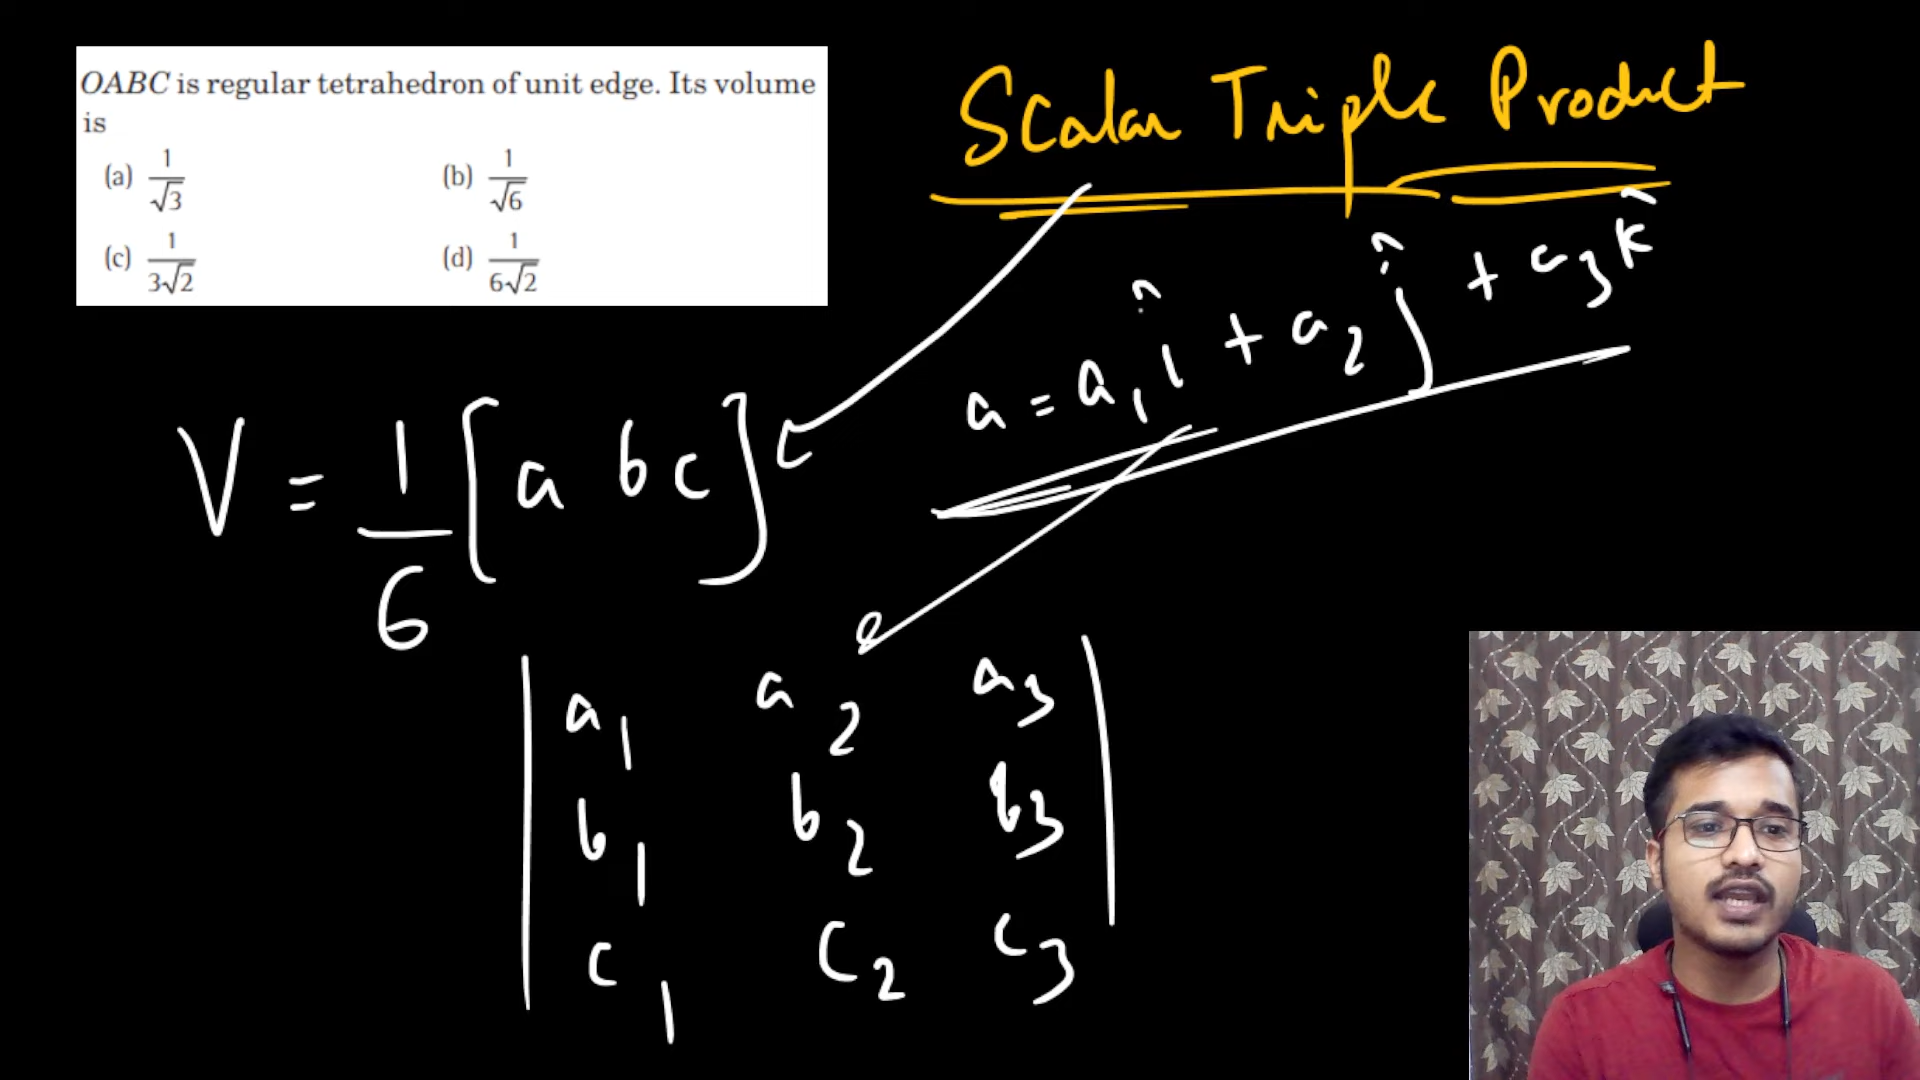 OABC is regular tetrahedron of unit edge. Its volume
is
(a) 1/√3 (b) 1/√6
(c) 1/3√2 (d) 1/6√2
Scalar Triple Product
a = a₁î + a₂ĵ + a₃k̂
V = 1/6 [a b c]
a₁ a₂ a₃
b₁ b₂ b₃
c₁ c₂ c₃